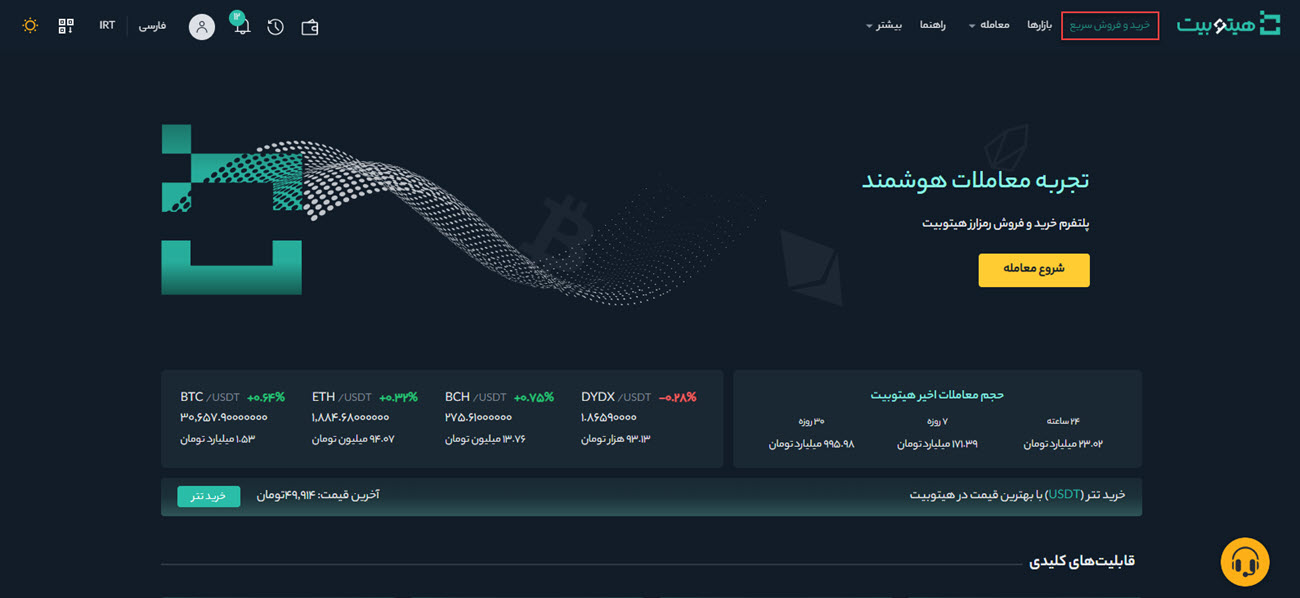 هیتوبیت
خرید و فروش سریع
بازارها
معامله
راهنما
بیشتر
۱۲
فارسی
IRT
تجربه معاملات هوشمند
پلتفرم خرید و فروش رمزارز هیتوبیت
شروع معامله
حجم معاملات اخیر هیتوبیت
۲۴ ساعته ۷ روزه ۳۰ روزه
۲۳.۰۲ میلیارد تومان ۱۷۱.۳۹ میلیارد تومان ۹۹۵.۹۸ میلیارد تومان
BTC /USDT +۰.۶۴% ETH /USDT +۰.۳۲% BCH /USDT +۰.۷۵% DYDX /USDT −۰.۲۸%
۳۰,۶۵۷.۹۰۰۰۰۰۰۰ ۱,۸۸۴.۶۸۰۰۰۰۰۰ ۲۷۵.۶۱۰۰۰۰۰۰ ۱.۸۶۵۹۰۰۰۰
۱.۵۳ میلیارد تومان ۹۴.۰۷ میلیون تومان ۱۳.۷۶ میلیون تومان ۹۳.۱۳ هزار تومان
خرید تتر (USDT) با بهترین قیمت در هیتوبیت
آخرین قیمت: ۴۹,۹۱۴تومان
خرید تتر
قابلیت‌های کلیدی